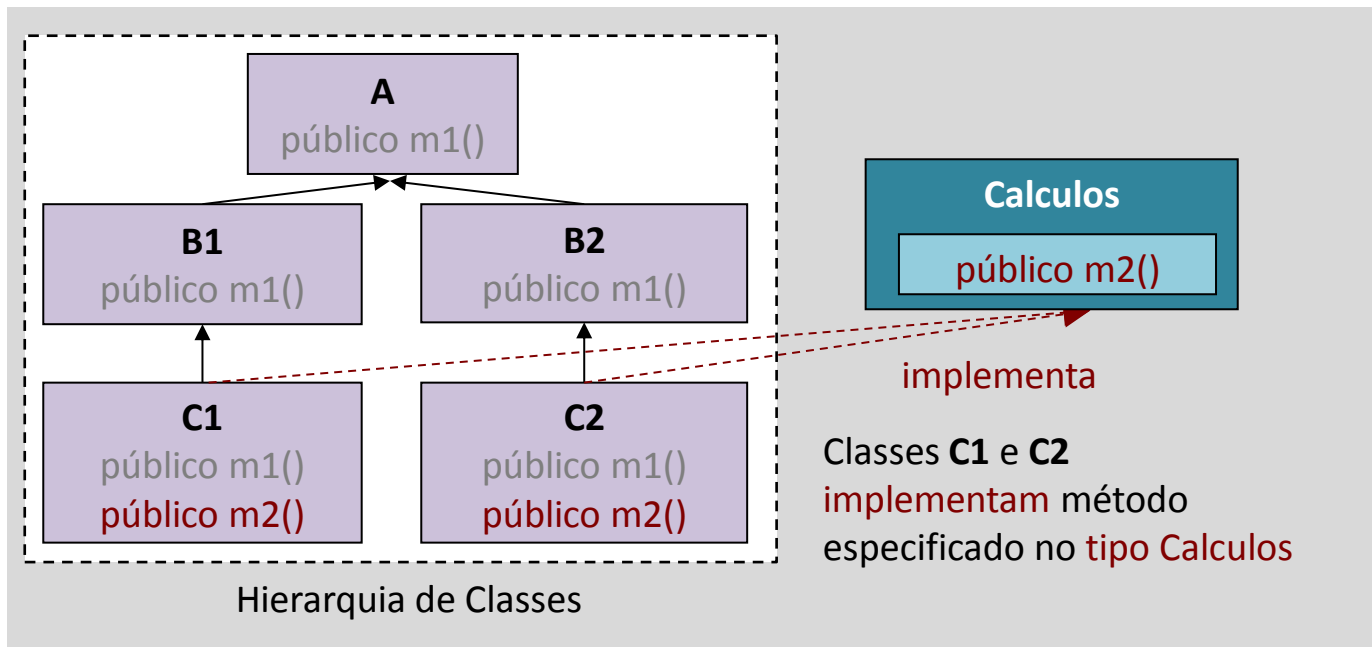 A
público m1()
B1
público m1()
B2
público m1()
C1
público m1()
público m2()
C2
público m1()
público m2()
Hierarquia de Classes
Calculos
público m2()
implementa
Classes C1 e C2
implementam método
especificado no tipo Calculos